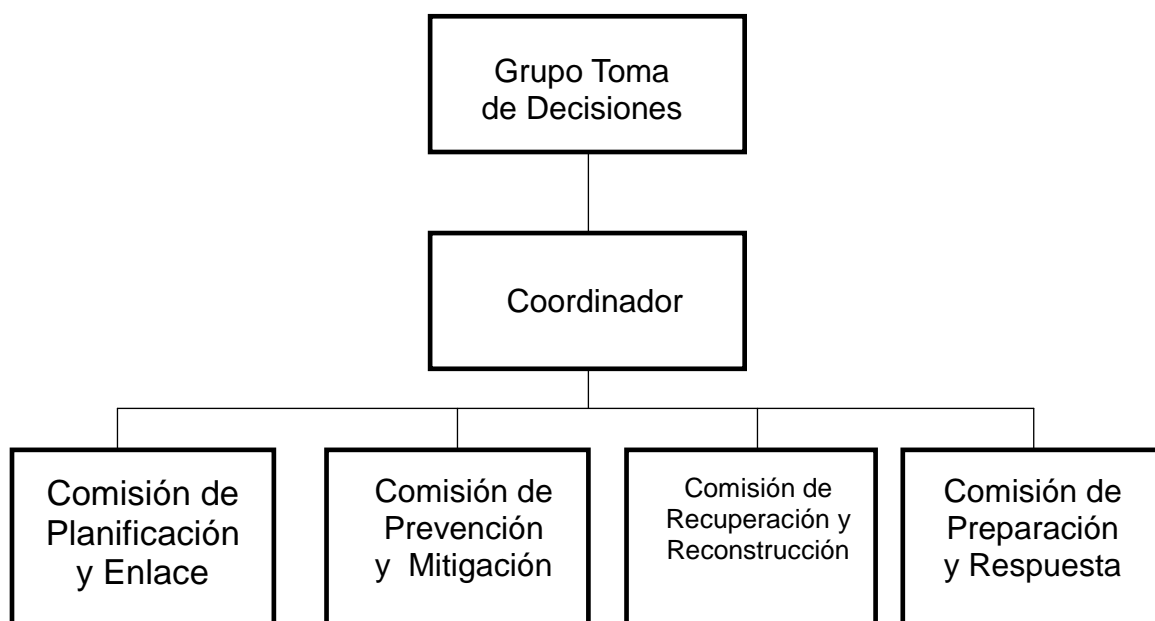 Grupo Toma
de Decisiones
Coordinador
Comisión de
Planificación
y Enlace
Comisión de
Prevención
y Mitigación
Comisión de
Recuperación y
Reconstrucción
Comisión de
Preparación
y Respuesta